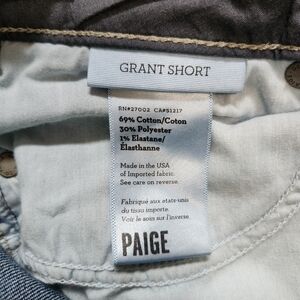 GRANT SHORT
RN#27002 CA#51217
69% Cotton/Coton
30% Polyester
1% Elastane/
Élasthanne
Made in the USA
of Imported fabric.
See care on reverse.
Fabriqué aux états-unis
du tissu importe.
Voir le soin sur l'inverse.
PAIGE